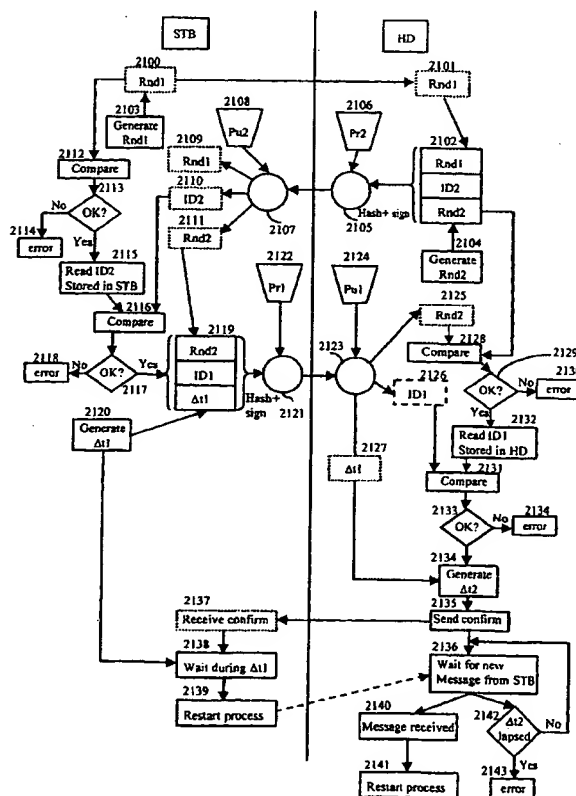 STB
HD
2100
Rnd1
2101
Rnd1
2103
Generate
Rnd1
2108
Pu2
2106
Pr2
2102
Rnd1
ID2
Rnd2
2112
Compare
2109
Rnd1
2113
OK?
No
Yes
2110
ID2
2107
2105
Hash+ sign
2114
error
2111
Rnd2
2104
Generate
Rnd2
2115
Read ID2
Stored in STB
2122
Pr1
2124
Pu1
2125
Rnd2
2116
Compare
2119
Rnd2
ID1
Δt1
Hash+
sign
2123
2128
Compare
2129
2118
error
No
OK?
Yes
2117
2121
2126
ID1
OK?
No
error
Yes
2120
Generate
Δt1
2132
Read ID1
Stored in HD
2127
Δt1
2131
Compare
2133
OK?
No
2134
error
2134
Generate
Δt2
2137
Receive confirm
2135
Send confirm
2138
Wait during Δt1
2136
Wait for new
Message from STB
2139
Restart process
2140
Message received
2142
Δt2
lapsed
No
Yes
2141
Restart process
2143
error